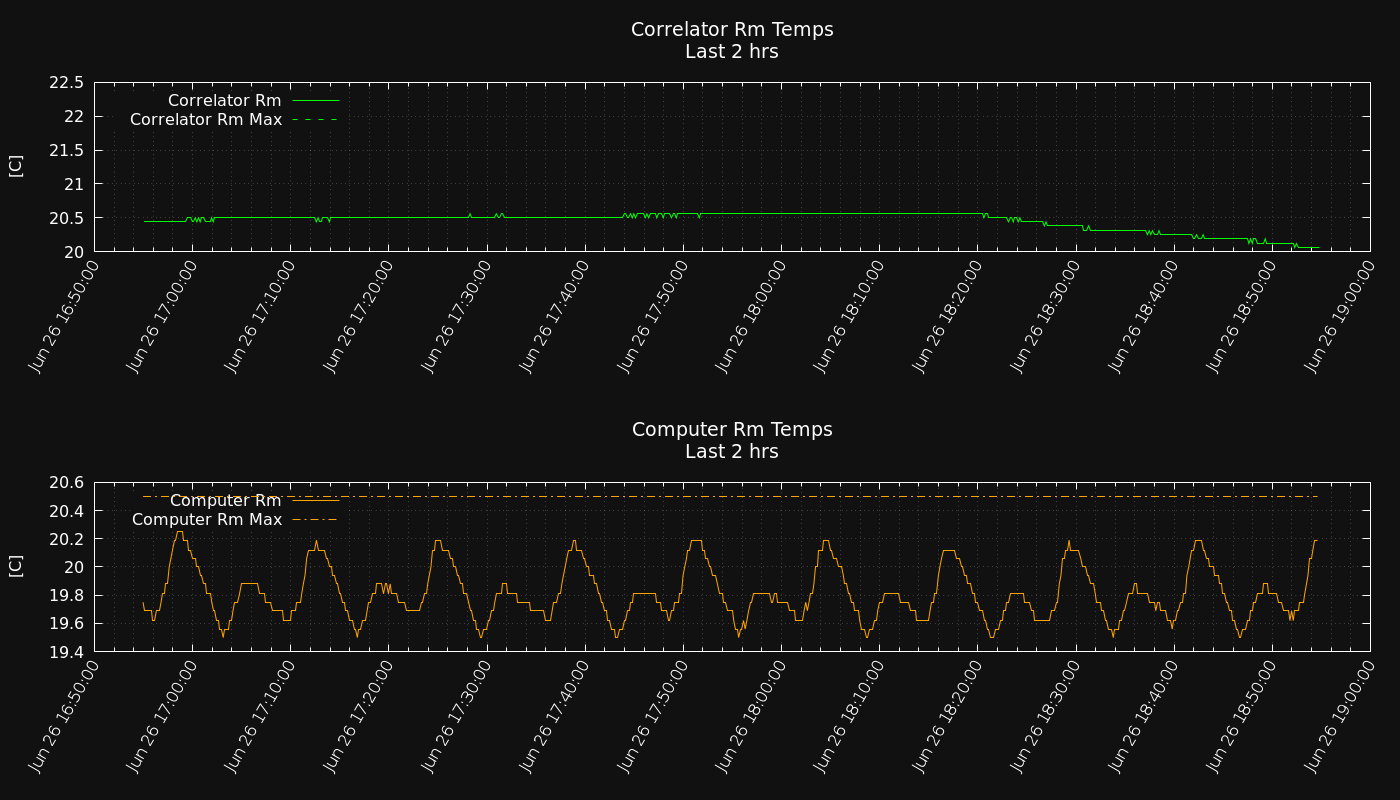 Correlator Rm Temps
Last 2 hrs
22.5
22
21.5
21
20.5
20
[C]
Correlator Rm
Correlator Rm Max
Jun 26 16:50:00
Jun 26 17:00:00
Jun 26 17:10:00
Jun 26 17:20:00
Jun 26 17:30:00
Jun 26 17:40:00
Jun 26 17:50:00
Jun 26 18:00:00
Jun 26 18:10:00
Jun 26 18:20:00
Jun 26 18:30:00
Jun 26 18:40:00
Jun 26 18:50:00
Jun 26 19:00:00
Computer Rm Temps
Last 2 hrs
20.6
20.4
20.2
20
19.8
19.6
19.4
[C]
Computer Rm
Computer Rm Max
Jun 26 16:50:00
Jun 26 17:00:00
Jun 26 17:10:00
Jun 26 17:20:00
Jun 26 17:30:00
Jun 26 17:40:00
Jun 26 17:50:00
Jun 26 18:00:00
Jun 26 18:10:00
Jun 26 18:20:00
Jun 26 18:30:00
Jun 26 18:40:00
Jun 26 18:50:00
Jun 26 19:00:00